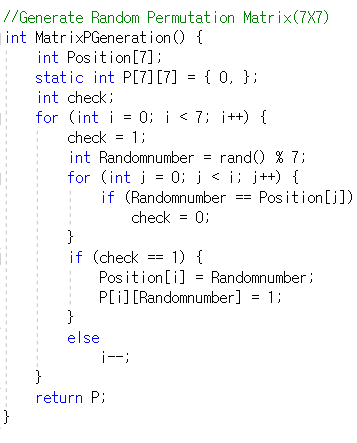 //Generate Random Permutation Matrix(7X7)
int MatrixPGeneration() {
    int Position[7];
    static int P[7][7] = { 0, };
    int check;
    for (int i = 0; i < 7; i++) {
        check = 1;
        int Randomnumber = rand() % 7;
        for (int j = 0; j < i; j++) {
            if (Randomnumber == Position[j])
                check = 0;
        }
        if (check == 1) {
            Position[i] = Randomnumber;
            P[i][Randomnumber] = 1;
        }
        else
            i--;
    }
    return P;
}